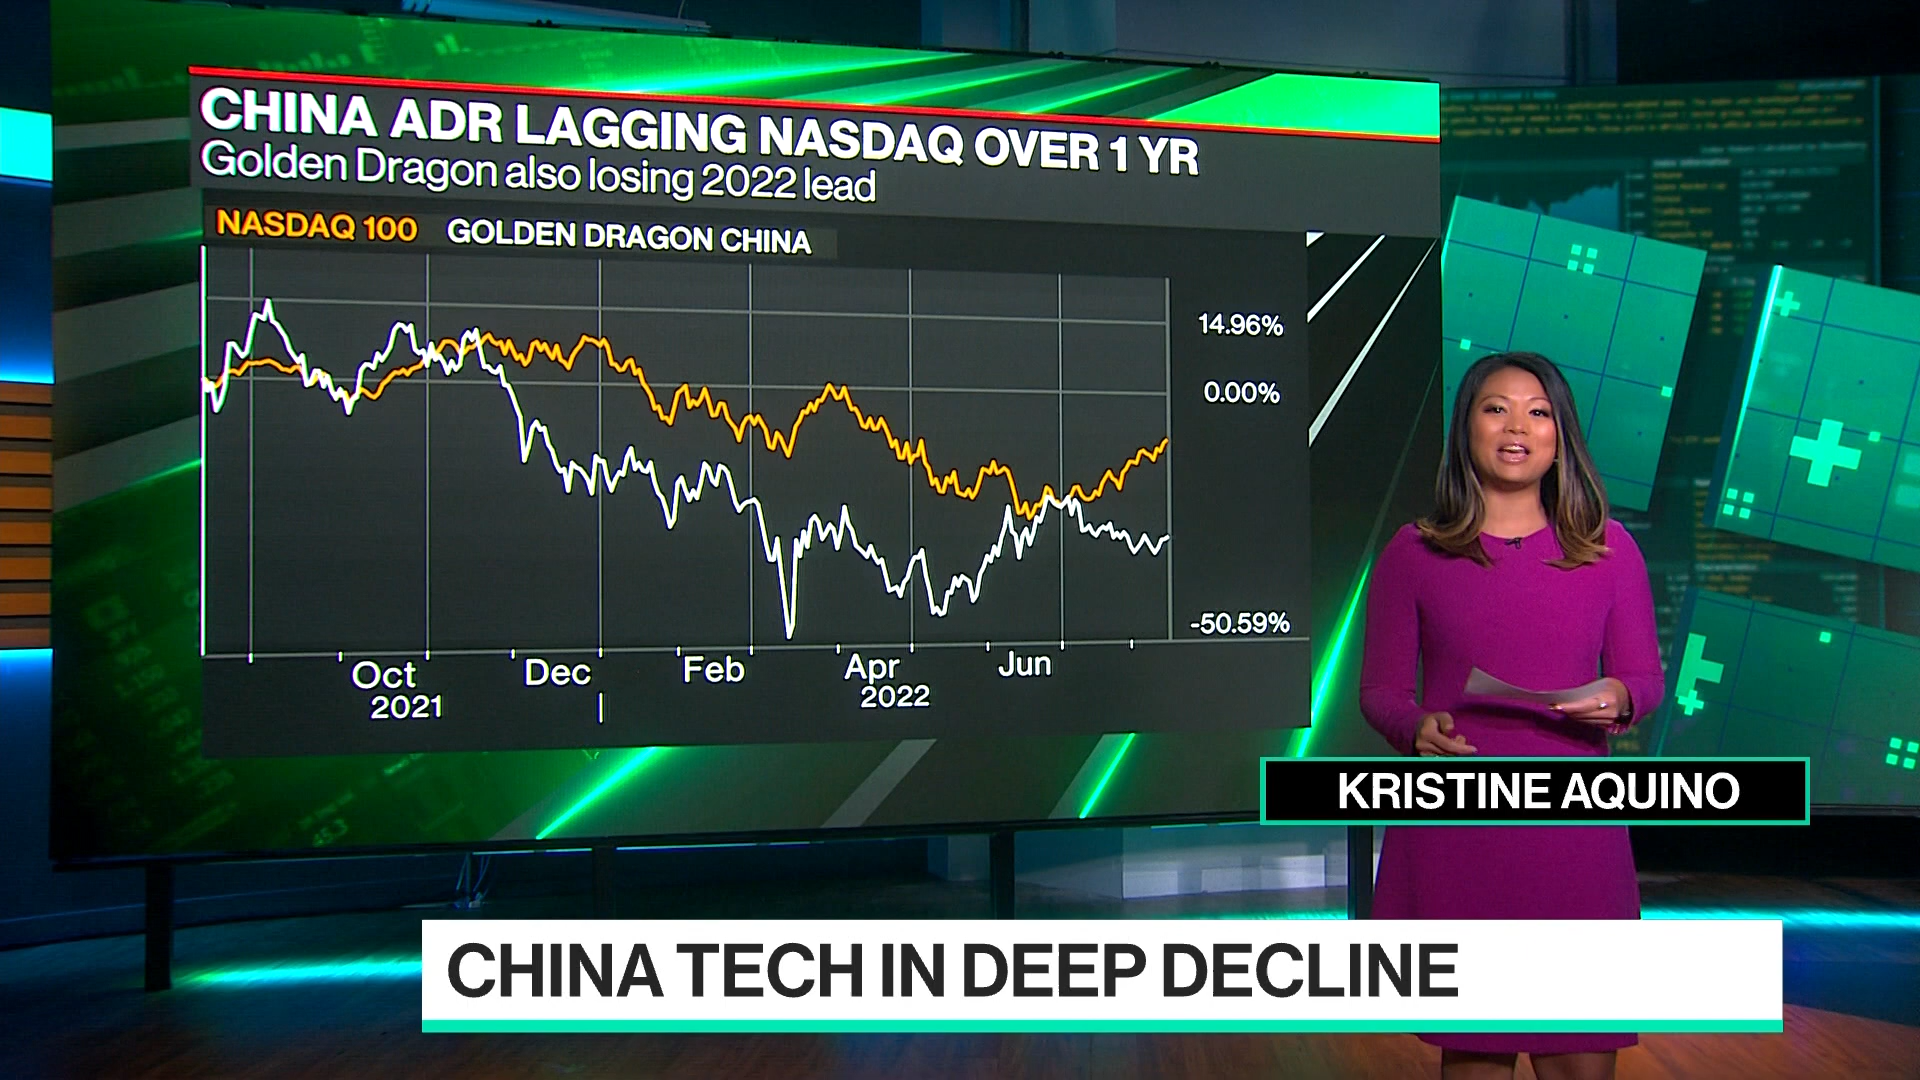 CHINA ADR LAGGING NASDAQ OVER 1 YR
Golden Dragon also losing 2022 lead
NASDAQ 100 GOLDEN DRAGON CHINA
14.96%
0.00%
-50.59%
Oct Dec Feb Apr Jun
2021 2022
KRISTINE AQUINO
CHINA TECH IN DEEP DECLINE